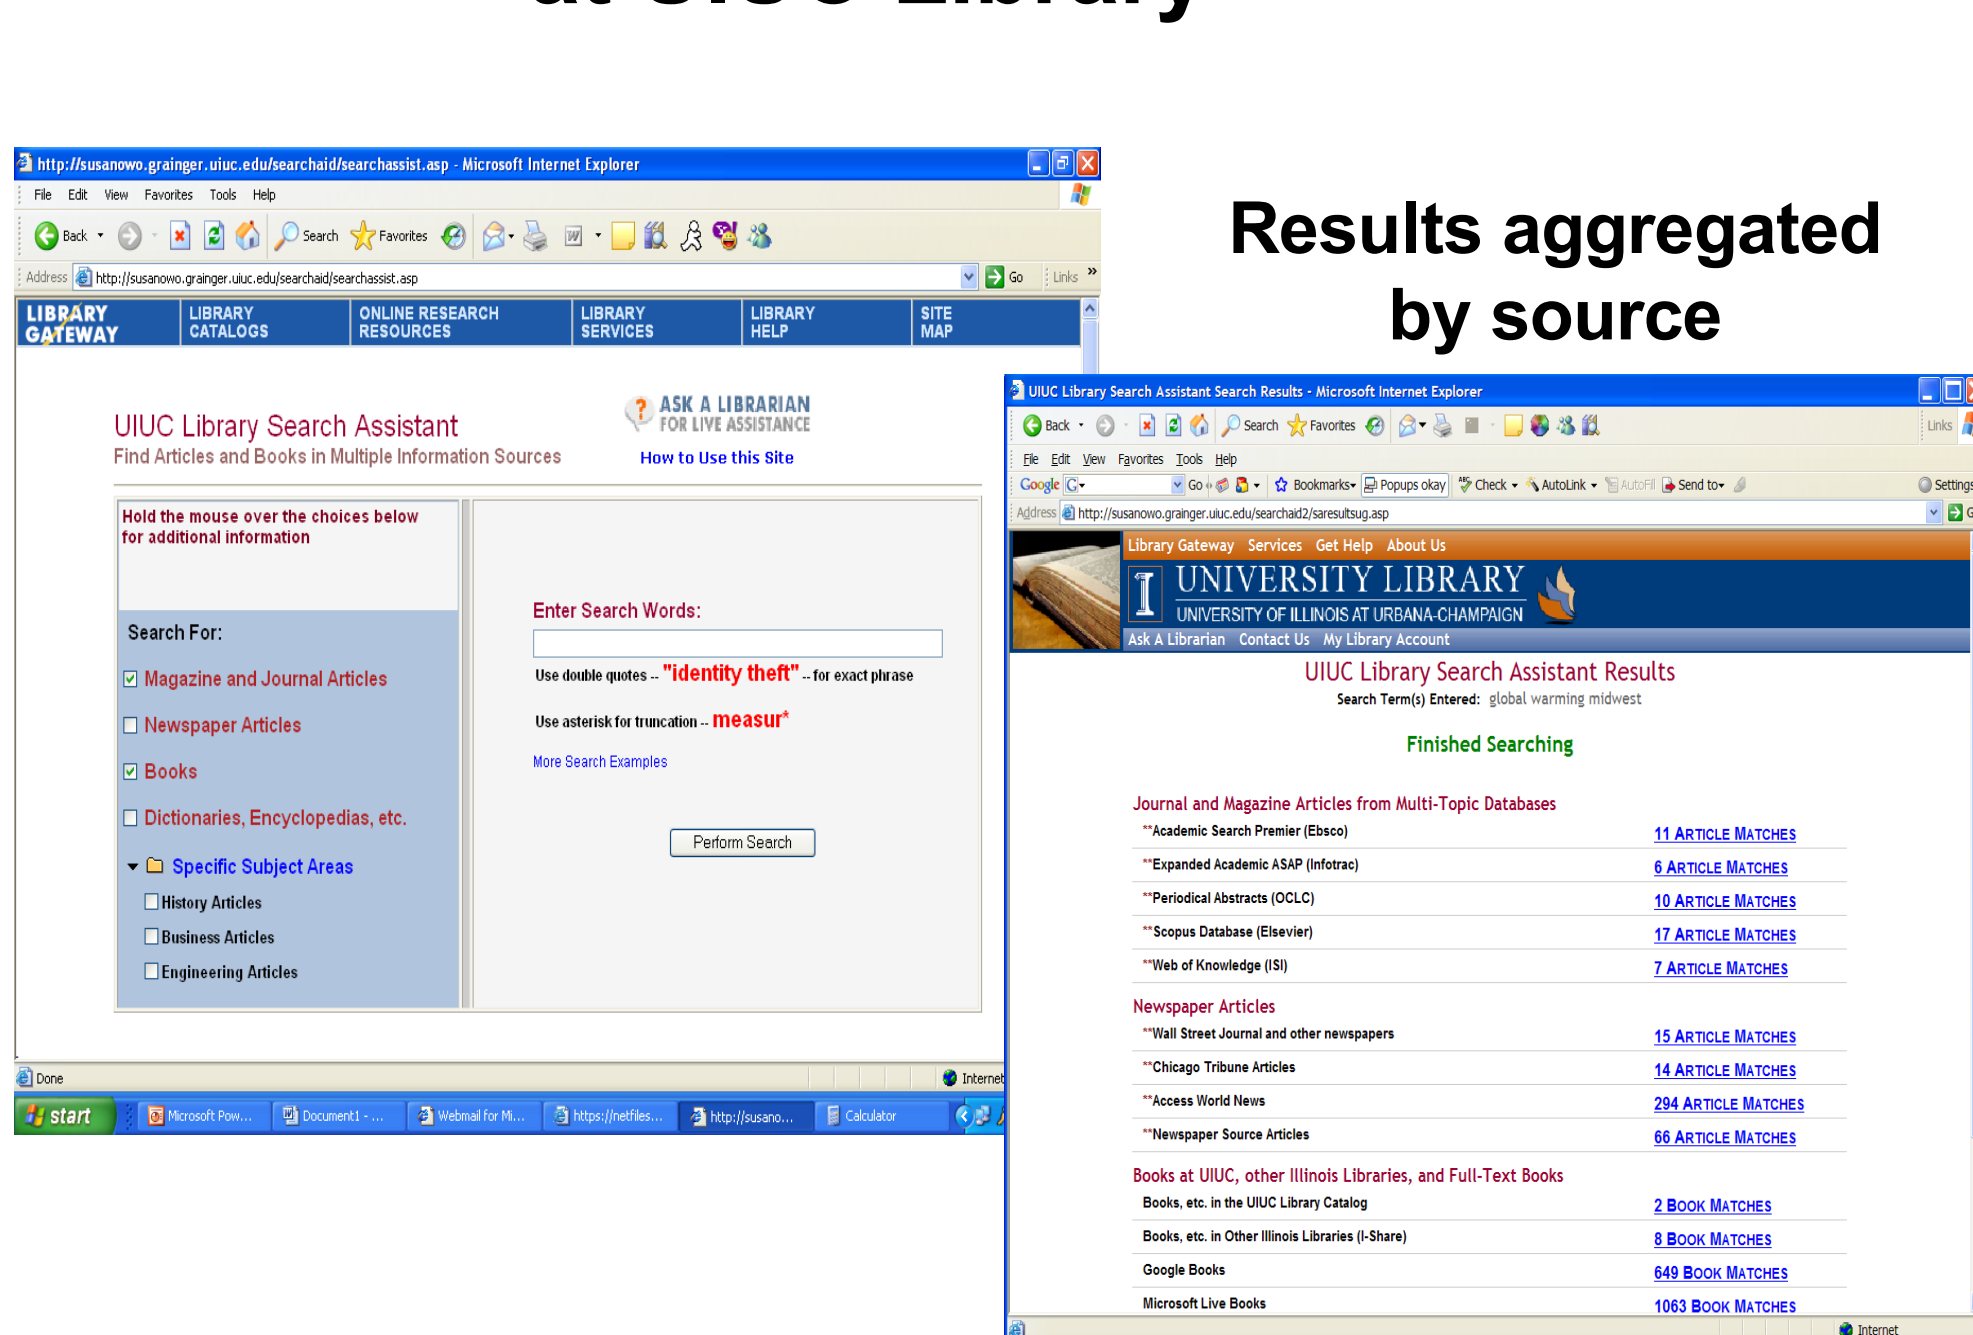 at UIUC Library
http://susanowo.grainger.uiuc.edu/searchaid/searchassist.asp - Microsoft Internet Explorer
File Edit View Favorites Tools Help
Back Search Favorites
Address http://susanowo.grainger.uiuc.edu/searchaid/searchassist.asp Go Links »
LIBRARY GATEWAY
LIBRARY CATALOGS
ONLINE RESEARCH RESOURCES
LIBRARY SERVICES
LIBRARY HELP
SITE MAP
UIUC Library Search Assistant
Find Articles and Books in Multiple Information Sources
? ASK A LIBRARIAN
FOR LIVE ASSISTANCE
How to Use this Site
Hold the mouse over the choices below
for additional information
Search For:
Magazine and Journal Articles
Newspaper Articles
Books
Dictionaries, Encyclopedias, etc.
Specific Subject Areas
History Articles
Business Articles
Engineering Articles
Enter Search Words:
Use double quotes -- "identity theft" -- for exact phrase
Use asterisk for truncation -- measur*
More Search Examples
Perform Search
Done
Internet
start Microsoft Pow... Document1 - ... Webmail for Mi... https://netfiles... http://susano... Calculator
Results aggregated
by source
UIUC Library Search Assistant Search Results - Microsoft Internet Explorer
Back Search Favorites Links
File Edit View Favorites Tools Help
Google G Go Bookmarks Popups okay Check AutoLink AutoFill Send to Settings
Address http://susanowo.grainger.uiuc.edu/searchaid2/saresultsug.asp G
Library Gateway Services Get Help About Us
I UNIVERSITY LIBRARY
UNIVERSITY OF ILLINOIS AT URBANA-CHAMPAIGN
Ask A Librarian Contact Us My Library Account
UIUC Library Search Assistant Results
Search Term(s) Entered: global warming midwest
Finished Searching
Journal and Magazine Articles from Multi-Topic Databases
**Academic Search Premier (Ebsco) 11 ARTICLE MATCHES
**Expanded Academic ASAP (Infotrac) 6 ARTICLE MATCHES
**Periodical Abstracts (OCLC) 10 ARTICLE MATCHES
**Scopus Database (Elsevier) 17 ARTICLE MATCHES
**Web of Knowledge (ISI) 7 ARTICLE MATCHES
Newspaper Articles
**Wall Street Journal and other newspapers 15 ARTICLE MATCHES
**Chicago Tribune Articles 14 ARTICLE MATCHES
**Access World News 294 ARTICLE MATCHES
**Newspaper Source Articles 66 ARTICLE MATCHES
Books at UIUC, other Illinois Libraries, and Full-Text Books
Books, etc. in the UIUC Library Catalog 2 BOOK MATCHES
Books, etc. in Other Illinois Libraries (I-Share) 8 BOOK MATCHES
Google Books 649 BOOK MATCHES
Microsoft Live Books 1063 BOOK MATCHES
Internet